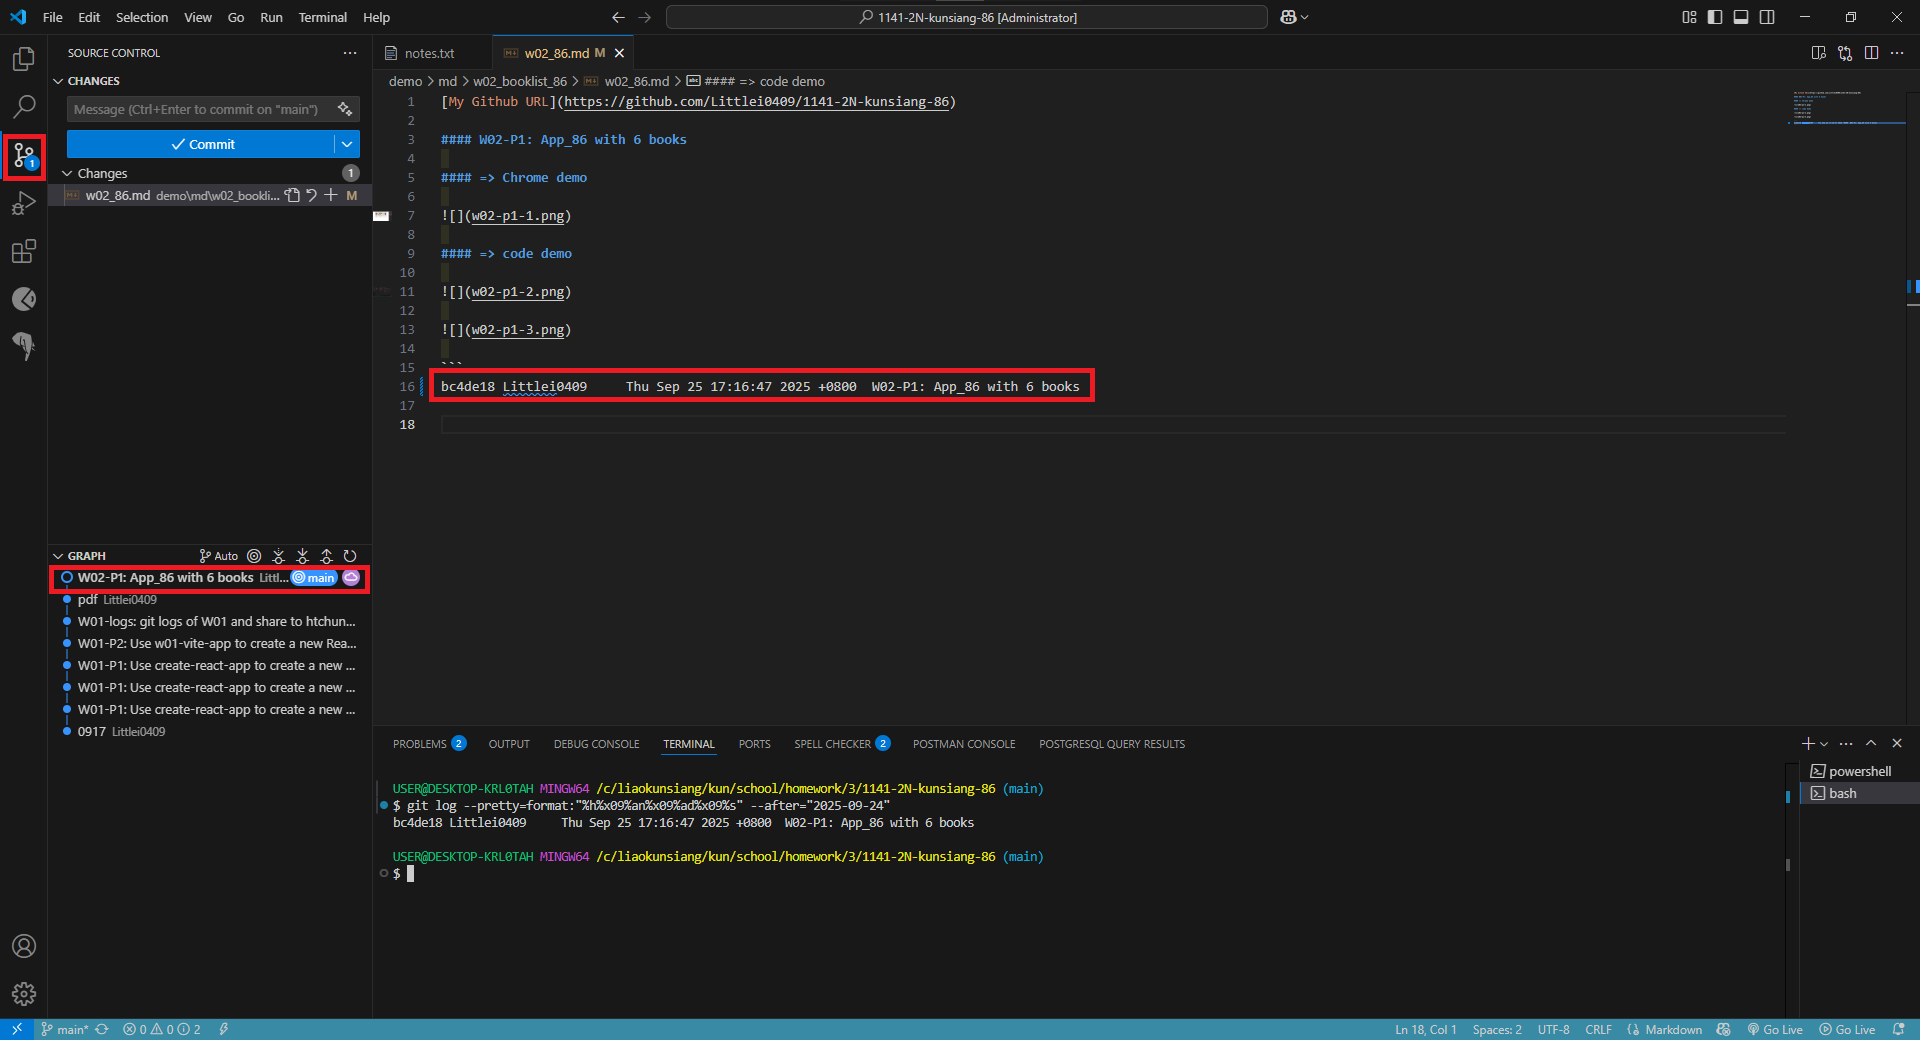 File Edit Selection View Go Run Terminal Help
1141-2N-kunsiang-86 [Administrator]
SOURCE CONTROL
CHANGES
Message (Ctrl+Enter to commit on "main")
Commit
Changes 1
w02_86.md demo\md\w02_bookli... M
1
notes.txt
w02_86.md M
demo > md > w02_booklist_86 > w02_86.md > #### => code demo
1 [My Github URL](https://github.com/Littlei0409/1141-2N-kunsiang-86)
2
3 #### W02-P1: App_86 with 6 books
4
5 #### => Chrome demo
6
7 ![](w02-p1-1.png)
8
9 #### => code demo
10
11 ![](w02-p1-2.png)
12
13 ![](w02-p1-3.png)
14
15 ```
16 bc4de18 Littlei0409     Thu Sep 25 17:16:47 2025 +0800  W02-P1: App_86 with 6 books
17
18
GRAPH Auto
W02-P1: App_86 with 6 books Littl... main
pdf Littlei0409
W01-logs: git logs of W01 and share to htchun...
W01-P2: Use w01-vite-app to create a new Rea...
W01-P1: Use create-react-app to create a new ...
W01-P1: Use create-react-app to create a new ...
W01-P1: Use create-react-app to create a new ...
0917 Littlei0409
PROBLEMS 2 OUTPUT DEBUG CONSOLE TERMINAL PORTS SPELL CHECKER 2 POSTMAN CONSOLE POSTGRESQL QUERY RESULTS
USER@DESKTOP-KRL0TAH MINGW64 /c/liaokunsiang/kun/school/homework/3/1141-2N-kunsiang-86 (main)
$ git log --pretty=format:"%h%x09%an%x09%ad%x09%s" --after="2025-09-24"
bc4de18 Littlei0409     Thu Sep 25 17:16:47 2025 +0800  W02-P1: App_86 with 6 books
USER@DESKTOP-KRL0TAH MINGW64 /c/liaokunsiang/kun/school/homework/3/1141-2N-kunsiang-86 (main)
$
powershell
bash
main* 0 0 2
Ln 18, Col 1 Spaces: 2 UTF-8 CRLF Markdown Go Live Go Live